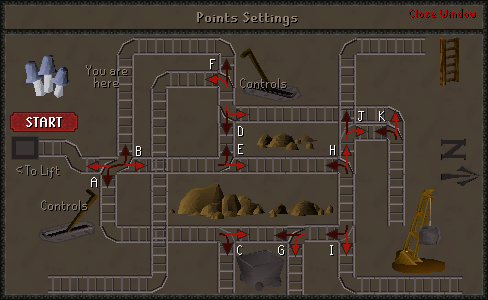 Points Settings
Close Window
You are
here
F
Controls
START
D
J K
B
E
H
< To Lift
A
Controls
C
G
I
N